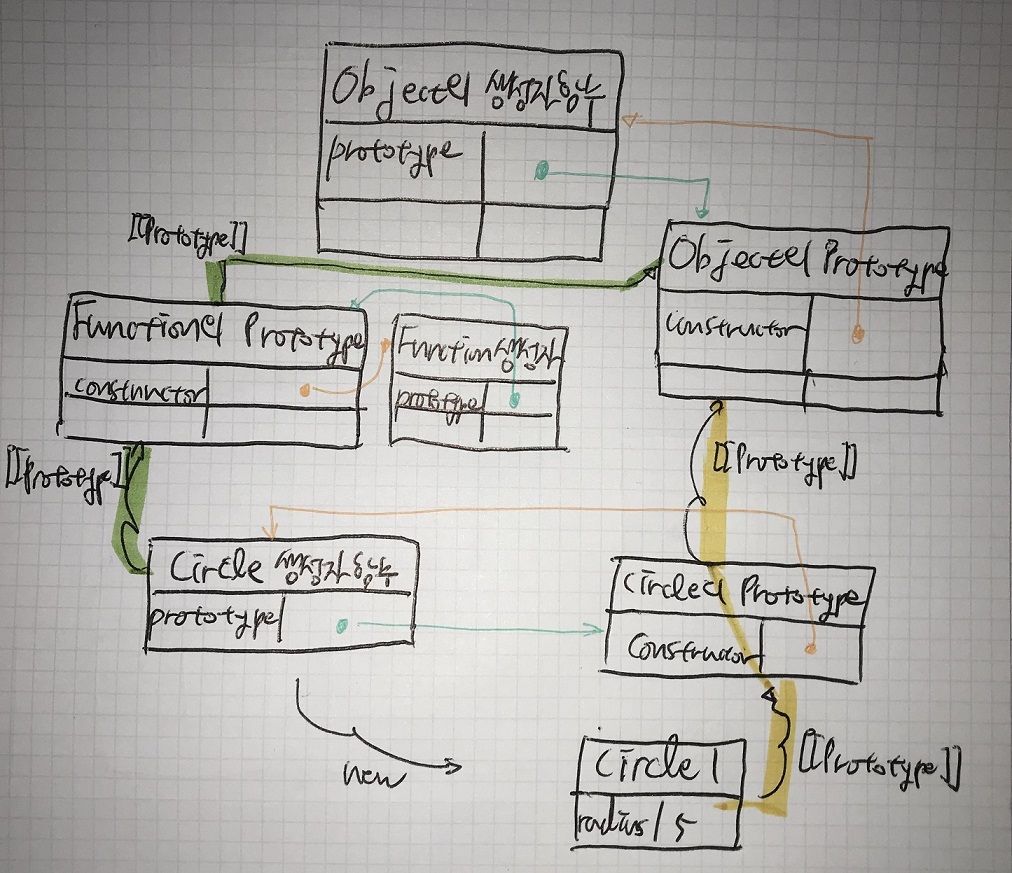 Object의 생성자 함수
prototype
[[Prototype]]
Object의 Prototype
constructor
Function의 Prototype
constructor
Function생성자
prototype
[[Prototype]]
[[Prototype]]
Circle 생성자 함수
prototype
Circle의 Prototype
Constructor
new
Circle 1
radius / 5
[[Prototype]]